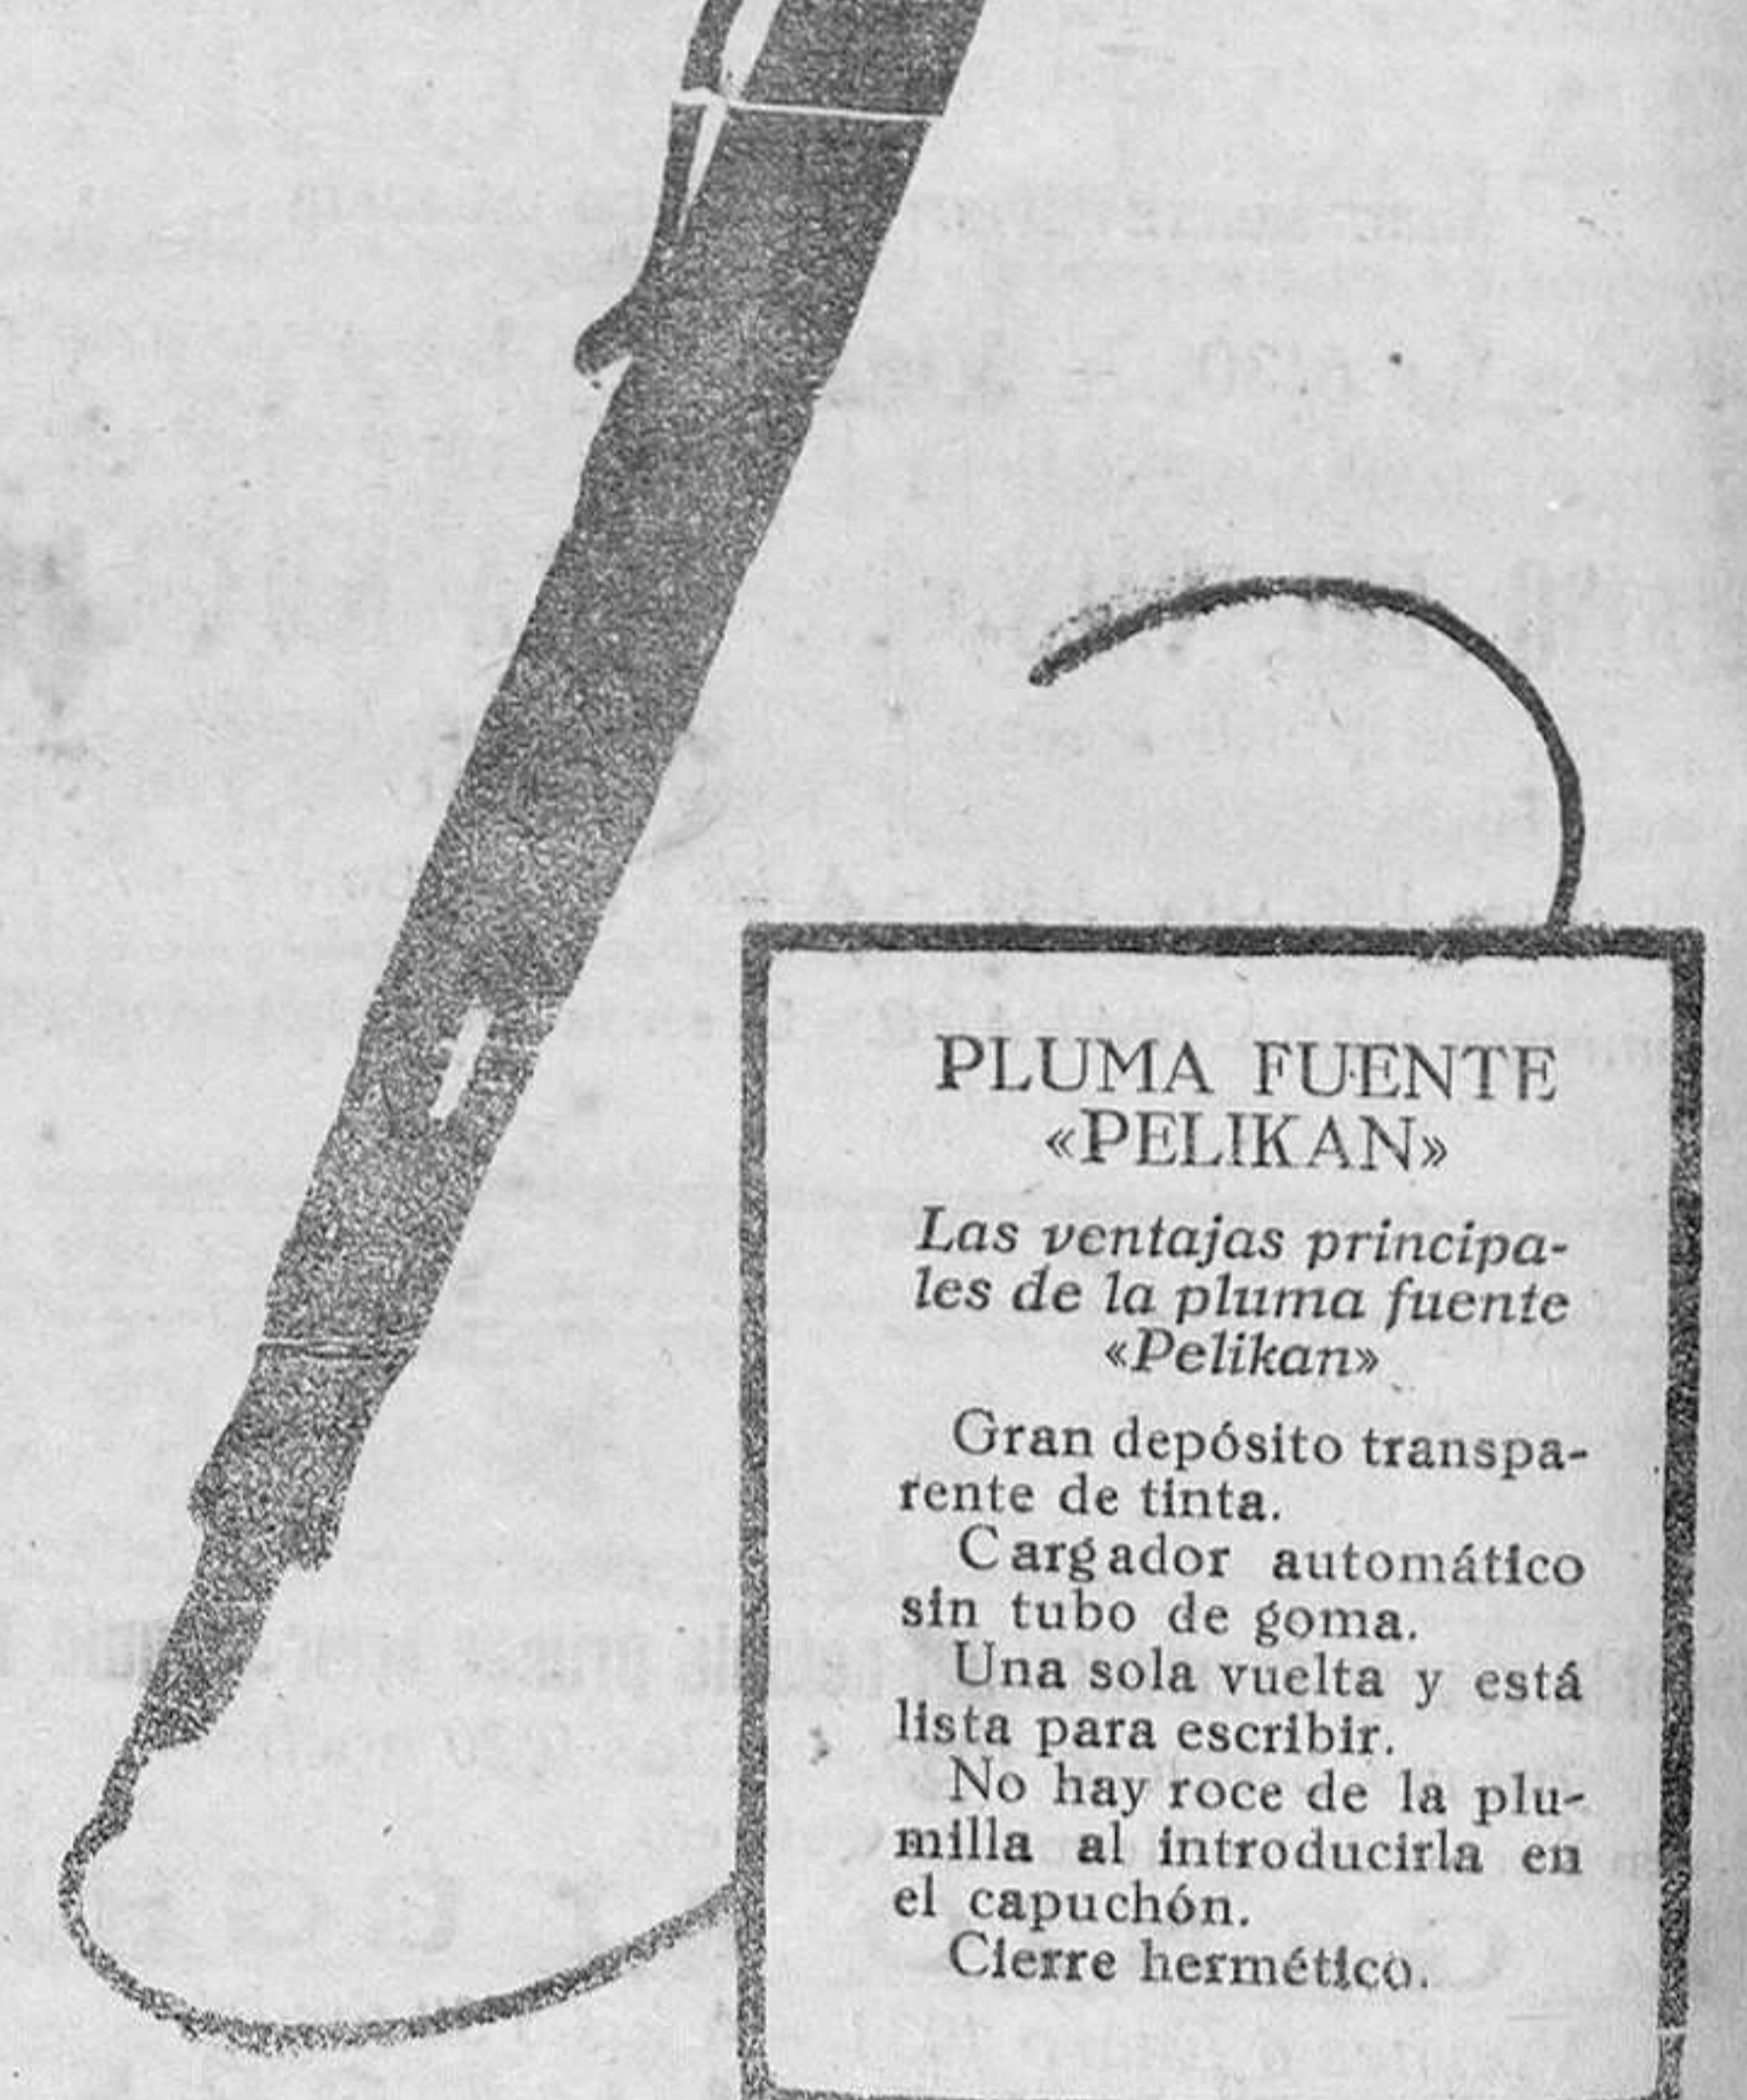 PLUMA FUENTE
«PELIKAN»
Las ventajas principa-
les de la pluma fuente
«Pelikan»
Gran depósito transpa-
rente de tinta.
Cargador automático
sin tubo de goma.
Una sola vuelta y está
lista para escribir.
No hay roce de la plu-
milla al introducirla en
el capuchón.
Cierre hermético.